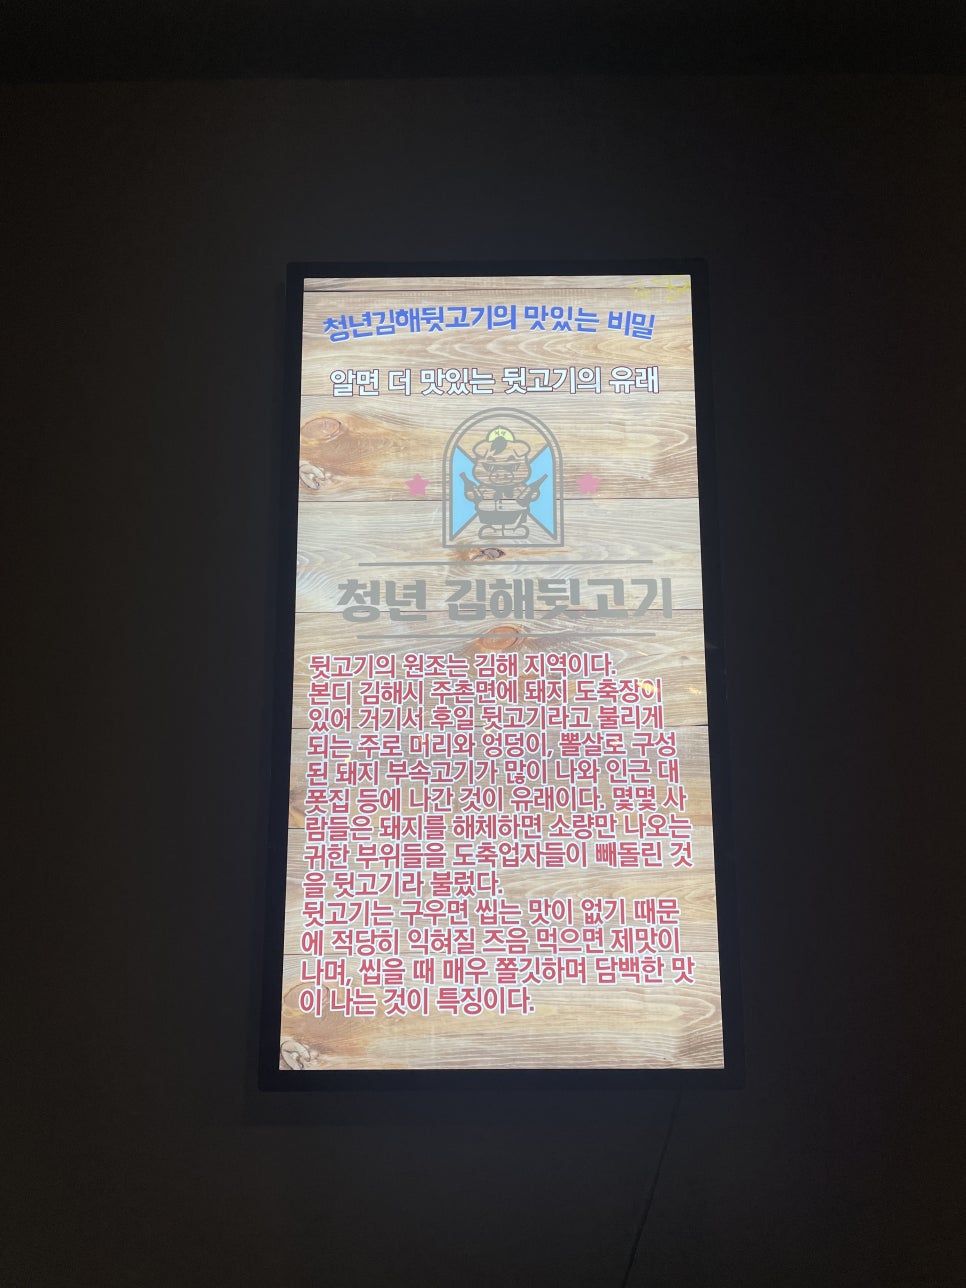 청년김해뒷고기의 맛있는 비밀
알면 더 맛있는 뒷고기의 유래
청년 김해뒷고기
뒷고기의 원조는 김해 지역이다.
본디 김해시 주촌면에 돼지 도축장이
있어 거기서 후일 뒷고기라고 불리게
되는 주로 머리와 엉덩이, 뽈살로 구성
된 돼지 부속고기가 많이 나와 인근 대
폿집 등에 나간 것이 유래이다. 몇몇 사
람들은 돼지를 해체하면 소량만 나오는
귀한 부위들을 도축업자들이 빼돌린 것
을 뒷고기라 불렀다.
뒷고기는 구우면 씹는 맛이 없기 때문
에 적당히 익혀질 즈음 먹으면 제맛이
나며, 씹을 때 매우 쫄깃하며 담백한 맛
이 나는 것이 특징이다.